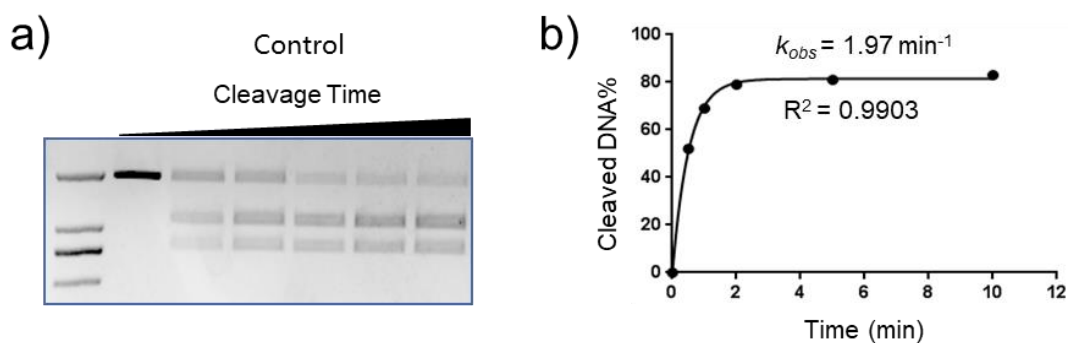 a)
Control
Cleavage Time
b)
100
80
60
40
20
0
Cleaved DNA%
k_obs = 1.97 min⁻¹
R² = 0.9903
0 2 4 6 8 10 12
Time (min)